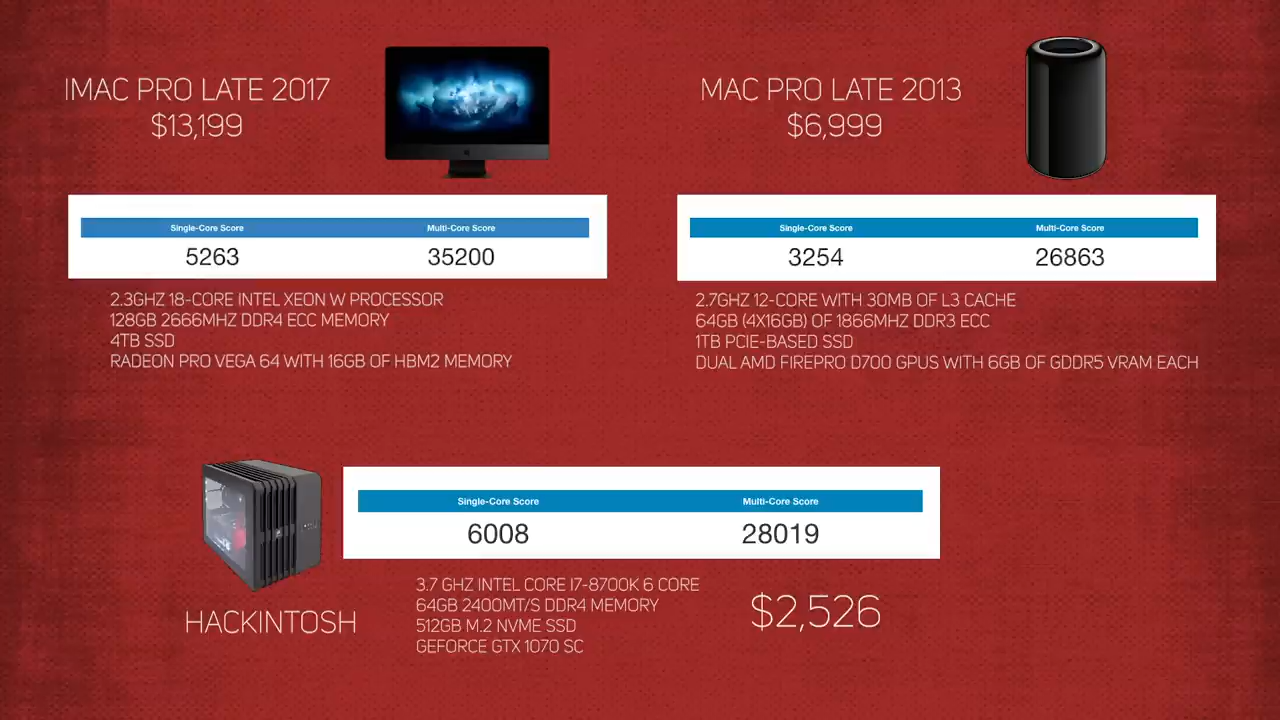 IMAC PRO LATE 2017
$13,199
Single-Core Score Multi-Core Score
5263 35200
2.3GHZ 18-CORE INTEL XEON W PROCESSOR
128GB 2666MHZ DDR4 ECC MEMORY
4TB SSD
RADEON PRO VEGA 64 WITH 16GB OF HBM2 MEMORY
MAC PRO LATE 2013
$6,999
Single-Core Score Multi-Core Score
3254 26863
2.7GHZ 12-CORE WITH 30MB OF L3 CACHE
64GB (4X16GB) OF 1866MHZ DDR3 ECC
1TB PCIE-BASED SSD
DUAL AMD FIREPRO D700 GPUS WITH 6GB OF GDDR5 VRAM EACH
HACKINTOSH
Single-Core Score Multi-Core Score
6008 28019
3.7 GHZ INTEL CORE I7-8700K 6 CORE
64GB 2400MT/S DDR4 MEMORY
512GB M.2 NVME SSD
GEFORCE GTX 1070 SC
$2,526